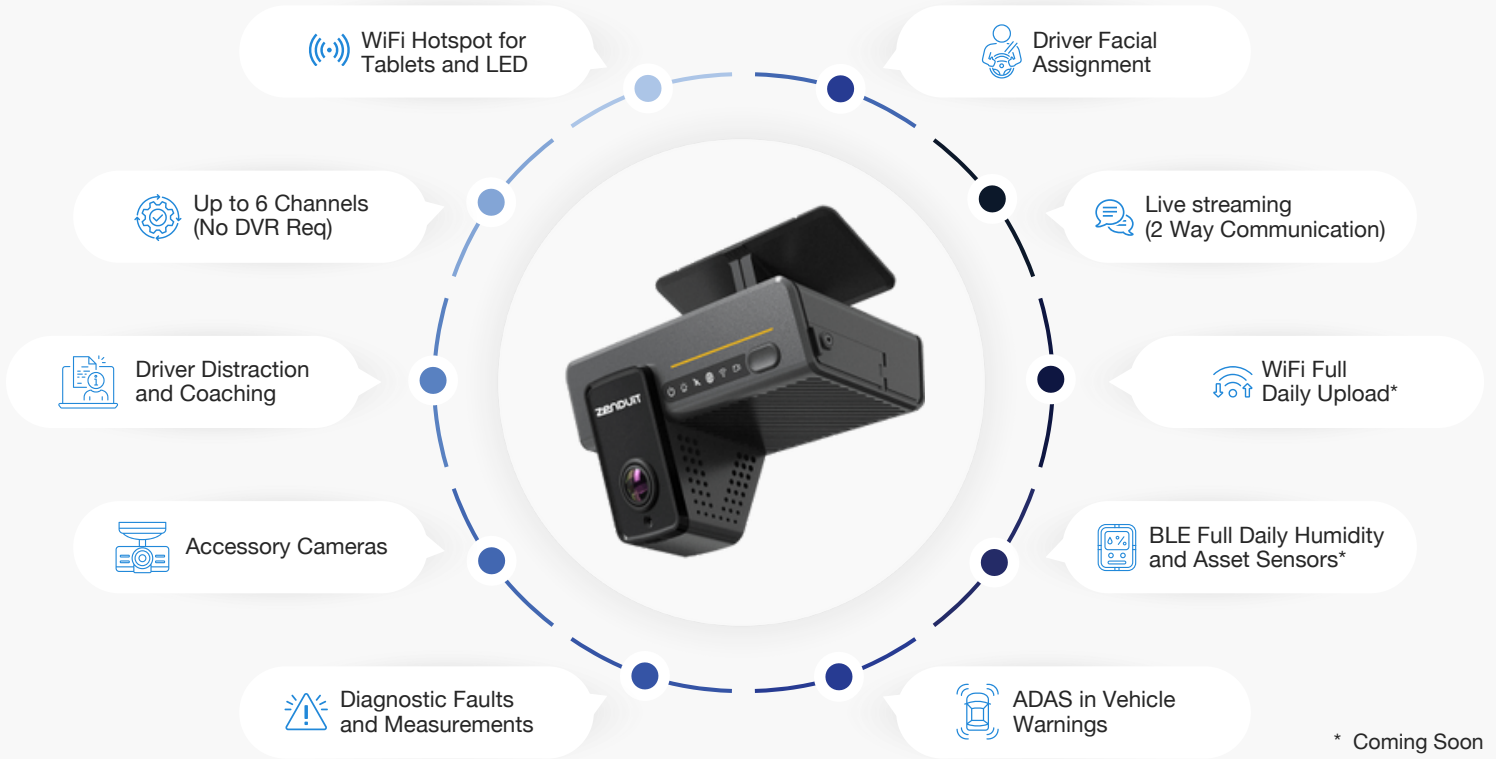 WiFi Hotspot for
Tablets and LED
Driver Facial
Assignment
Up to 6 Channels
(No DVR Req)
Live streaming
(2 Way Communication)
Driver Distraction
and Coaching
WiFi Full
Daily Upload*
ZENDUIT
Accessory Cameras
BLE Full Daily Humidity
and Asset Sensors*
Diagnostic Faults
and Measurements
ADAS in Vehicle
Warnings
* Coming Soon